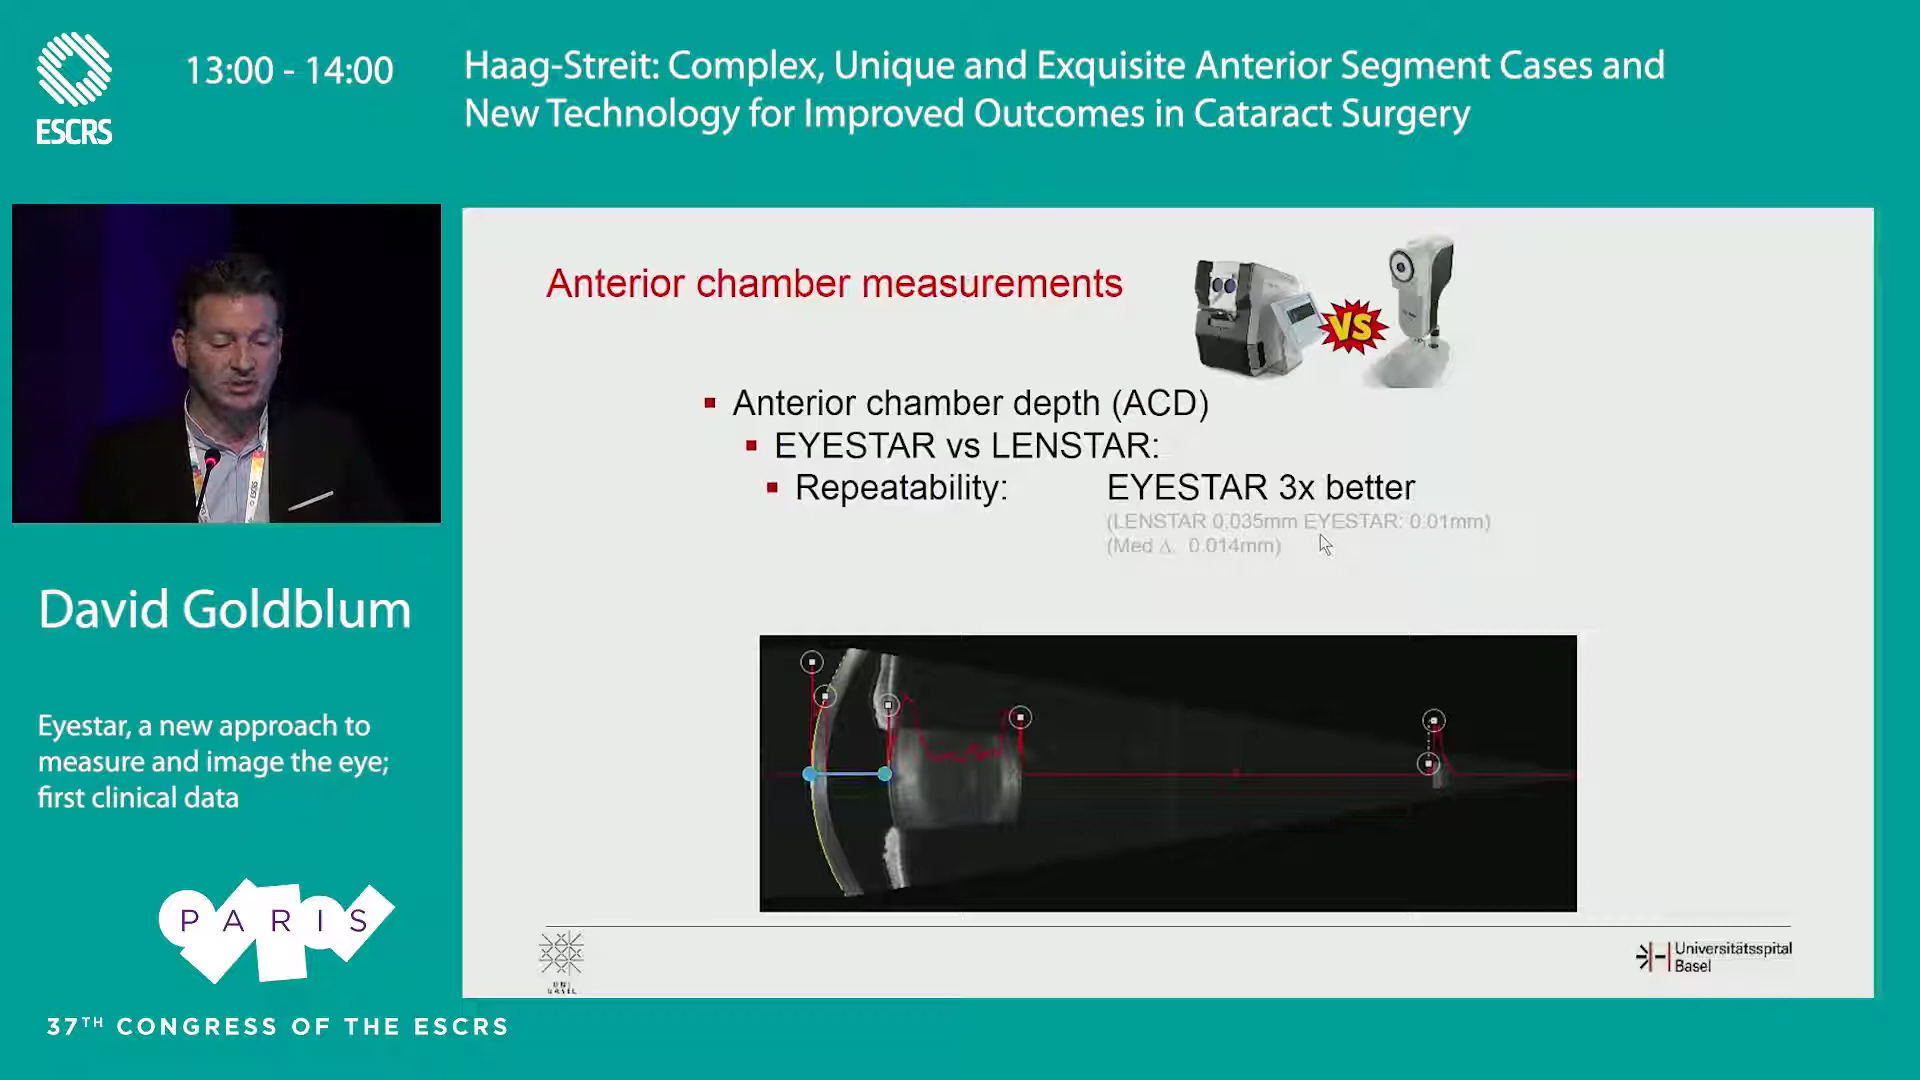 ESCRS
13:00 - 14:00
Haag-Streit: Complex, Unique and Exquisite Anterior Segment Cases and
New Technology for Improved Outcomes in Cataract Surgery
Anterior chamber measurements
VS
Anterior chamber depth (ACD)
EYESTAR vs LENSTAR:
Repeatability: EYESTAR 3x better
(LENSTAR 0.035mm EYESTAR: 0.01mm)
(Med Δ. 0.014mm)
David Goldblum
Eyestar, a new approach to
measure and image the eye;
first clinical data
PARIS
37TH CONGRESS OF THE ESCRS
UNI
BASEL
Universitätsspital
Basel